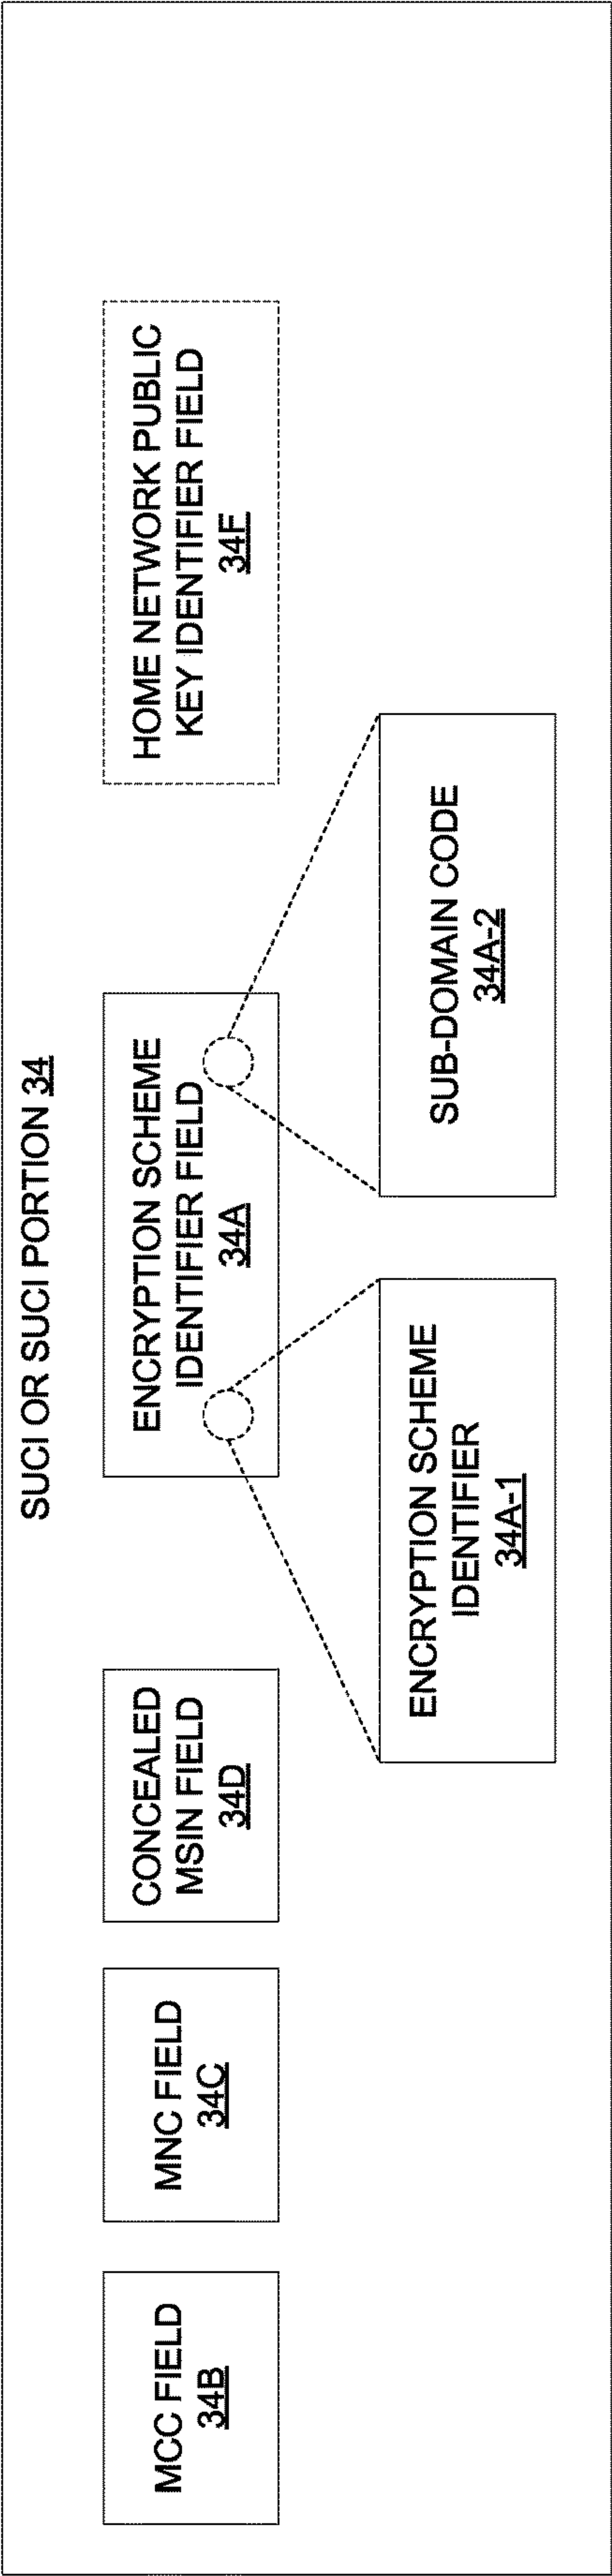 SUCI OR SUCI PORTION 34
MCC FIELD
34B
MNC FIELD
34C
CONCEALED
MSIN FIELD
34D
ENCRYPTION SCHEME
IDENTIFIER FIELD
34A
HOME NETWORK PUBLIC
KEY IDENTIFIER FIELD
34F
ENCRYPTION SCHEME
IDENTIFIER
34A-1
SUB-DOMAIN CODE
34A-2